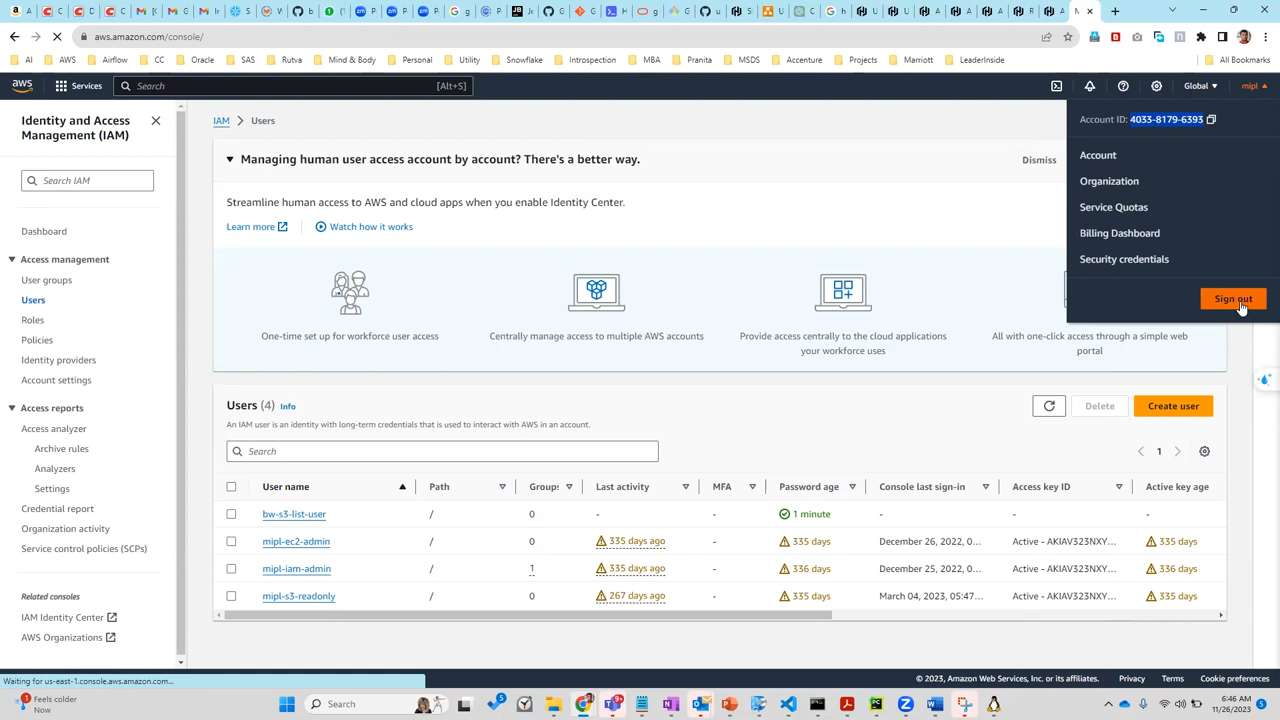 aws.amazon.com/console/
AI AWS Airflow CC Oracle SAS Rutva Mind & Body Personal Utility Snowflake Introspection MBA Pranita MSDS Accenture Projects Marriott LeaderInside All Bookmarks
aws Services Search [Alt+S] Global mipl
Account ID: 4033-8179-6393
Account
Organization
Service Quotas
Billing Dashboard
Security credentials
Sign out
Identity and Access
Management (IAM)
Search IAM
Dashboard
Access management
User groups
Users
Roles
Policies
Identity providers
Account settings
Access reports
Access analyzer
Archive rules
Analyzers
Settings
Credential report
Organization activity
Service control policies (SCPs)
Related consoles
IAM Identity Center
AWS Organizations
IAM > Users
Managing human user access account by account? There's a better way.
Dismiss
Streamline human access to AWS and cloud apps when you enable Identity Center.
Learn more Watch how it works
One-time set up for workforce user access
Centrally manage access to multiple AWS accounts
Provide access centrally to the cloud applications
your workforce uses
All with one-click access through a simple web
portal
Users (4) Info
Delete Create user
An IAM user is an identity with long-term credentials that is used to interact with AWS in an account.
Search
1
User name Path Groups Last activity MFA Password age Console last sign-in Access key ID Active key age
bw-s3-list-user / 0 - - 1 minute - - -
mipl-ec2-admin / 0 335 days ago - 335 days December 26, 2022, 0... Active - AKIAV323NXY... 335 days
mipl-iam-admin / 1 335 days ago - 336 days December 25, 2022, 0... Active - AKIAV323NXY... 336 days
mipl-s3-readonly / 0 267 days ago - 335 days March 04, 2023, 05:47... Active - AKIAV323NXY... 335 days
Waiting for us-east-1.console.aws.amazon.com...
© 2023, Amazon Web Services, Inc. or its affiliates. Privacy Terms Cookie preferences
Feels colder
Now
Search
6:46 AM
11/26/2023